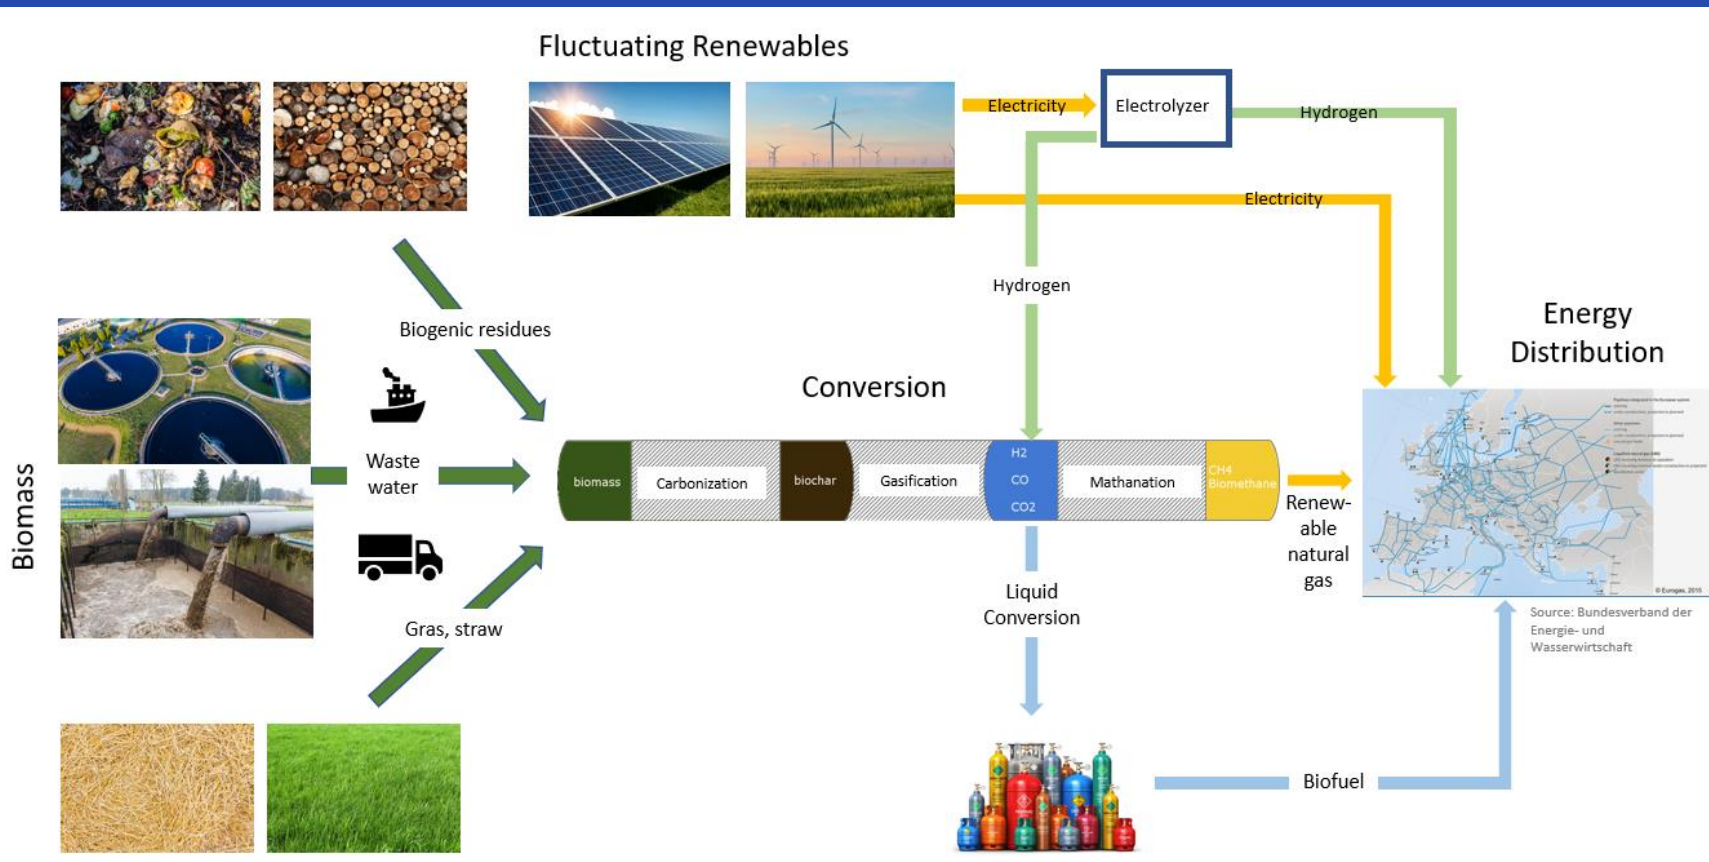 Fluctuating Renewables
Electricity
Electrolyzer
Hydrogen
Electricity
Hydrogen
Energy
Distribution
Biogenic residues
Conversion
Biomass
Waste
water
biomass
Carbonization
biochar
Gasification
H2
CO
CO2
Mathanation
CH4
Biomethane
Renew-
able
natural
gas
© Eurogas, 2015
Liquid
Conversion
Gras, straw
Source: Bundesverband der
Energie- und
Wasserwirtschaft
Biofuel